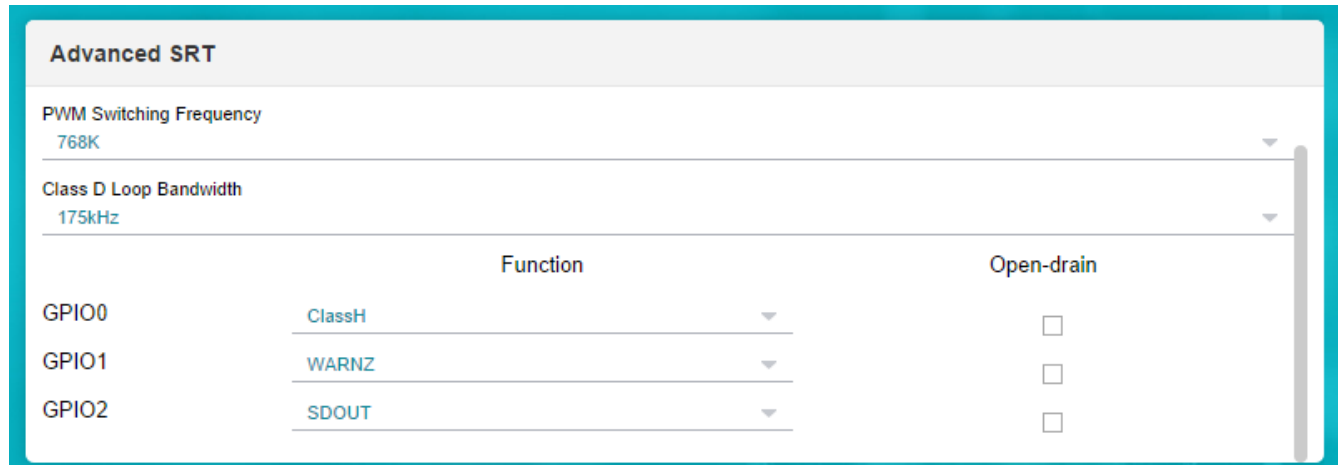 Advanced SRT
PWM Switching Frequency
768K
Class D Loop Bandwidth
175kHz
Function Open-drain
GPIO0 ClassH
GPIO1 WARNZ
GPIO2 SDOUT